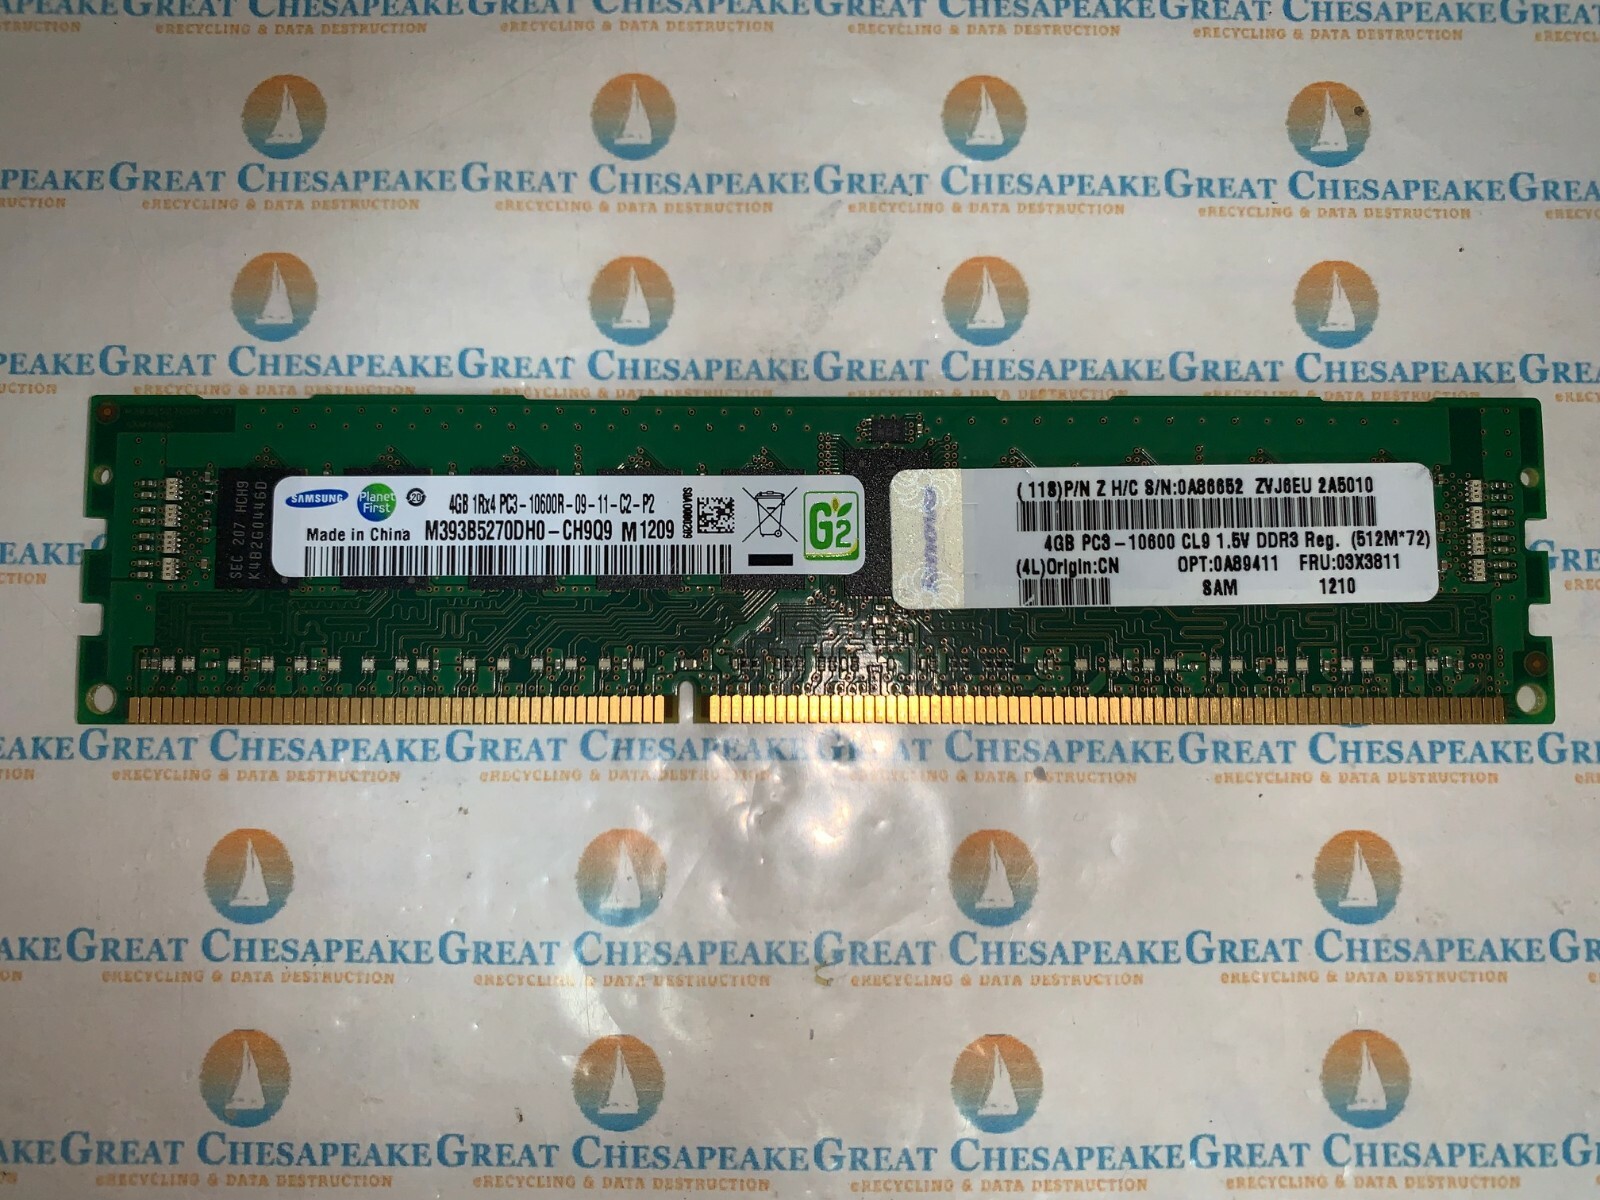 GREAT CHESAPEAKE
eRECYCLING & DATA DESTRUCTION
SAMSUNG
Planet First
4GB 1Rx4 PC3-10600R-09-11-C2-P2
Made in China M393B5270DH0-CH9Q9 M 1209
G2
SEC 207 HCH9
K4B2G0446D
(11S)P/N Z H/C S/N:0A86652 ZVJ6EU 2A5010
4GB PC3-10600 CL9 1.5V DDR3 Reg. (512M*72)
(4L)Origin:CN OPT:0A89411 FRU:03X3811
SAM 1210